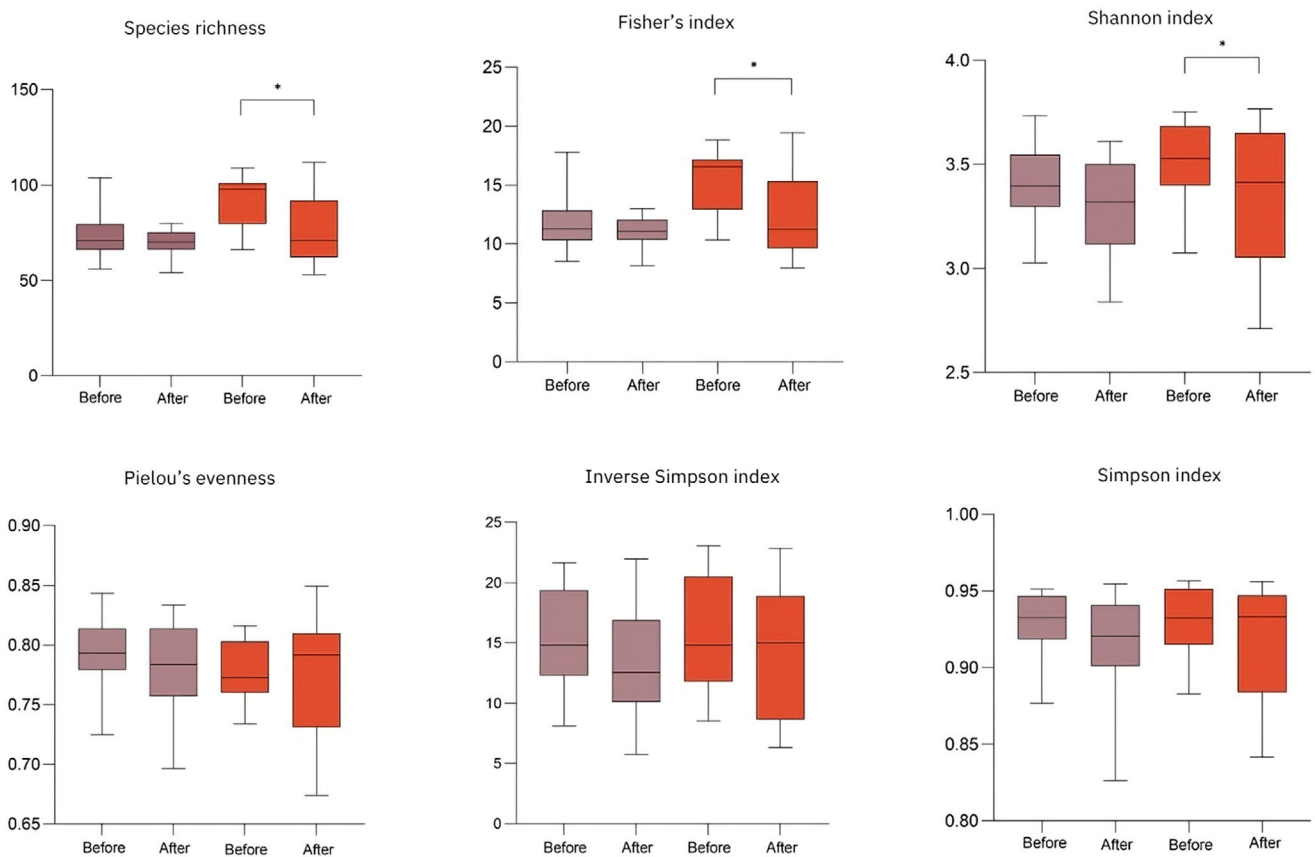 Species richness
150
100
50
0
*
Before After Before After
Fisher’s index
25
20
15
10
5
0
*
Before After Before After
Shannon index
4.0
3.5
3.0
2.5
*
Before After Before After
Pielou’s evenness
0.90
0.85
0.80
0.75
0.70
0.65
Before After Before After
Inverse Simpson index
25
20
15
10
5
0
Before After Before After
Simpson index
1.00
0.95
0.90
0.85
0.80
Before After Before After